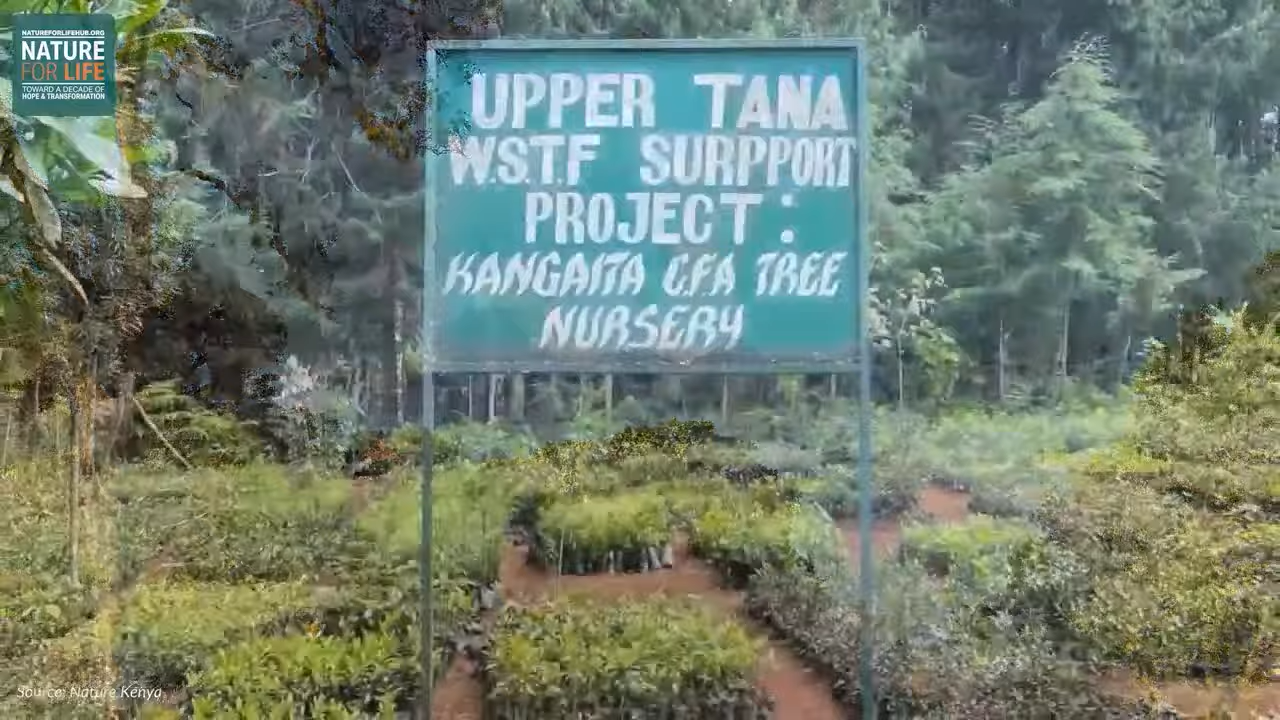 NATUREFORLIFEHUB.ORG
NATURE
FOR LIFE
TOWARD A DECADE OF
HOPE & TRANSFORMATION
UPPER TANA
W.S.T.F SURPPORT
PROJECT :
KANGAITA C.F.A TREE
NURSERY
Source: Nature Kenya